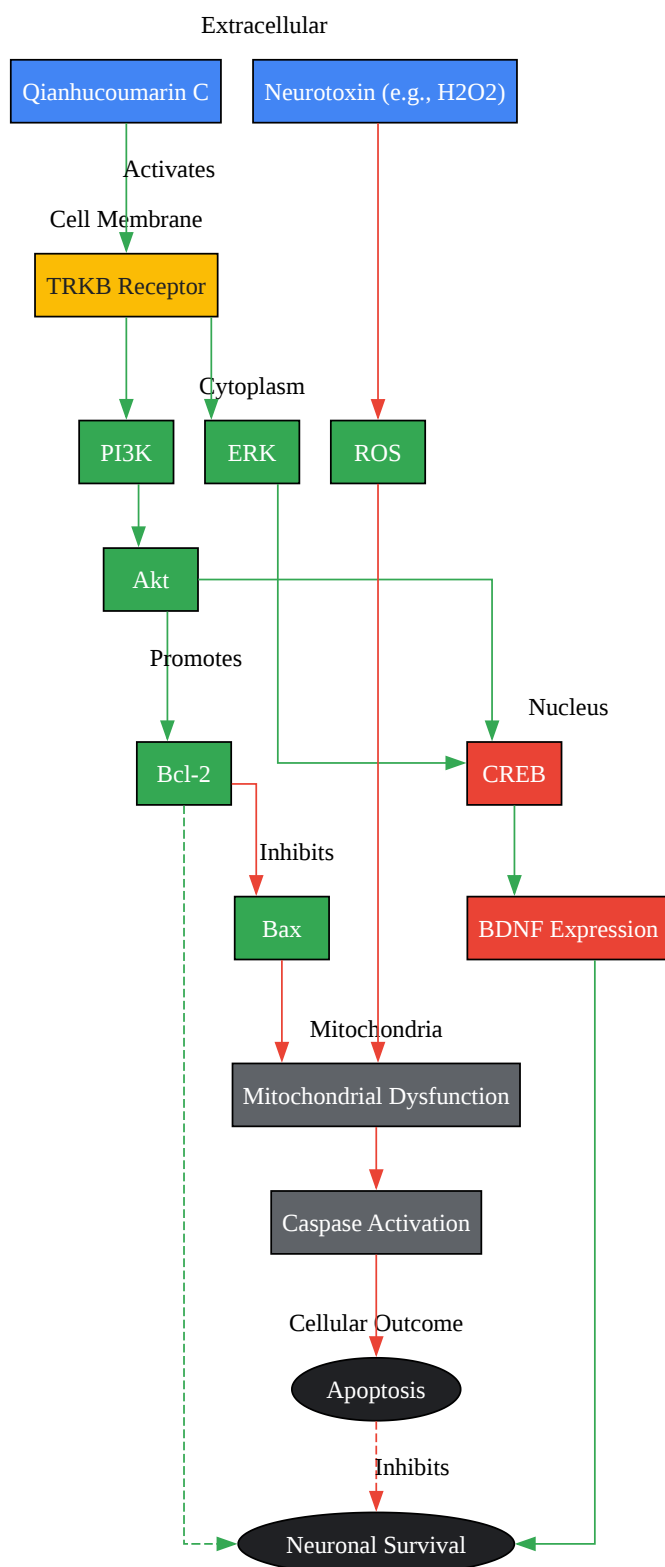 Extracellular
Qianhucoumarin C
Neurotoxin (e.g., H2O2)
Activates
Cell Membrane
TRKB Receptor
Cytoplasm
PI3K
ERK
ROS
Akt
Promotes
Nucleus
Bcl-2
CREB
Inhibits
Bax
BDNF Expression
Mitochondria
Mitochondrial Dysfunction
Caspase Activation
Cellular Outcome
Apoptosis
Inhibits
Neuronal Survival